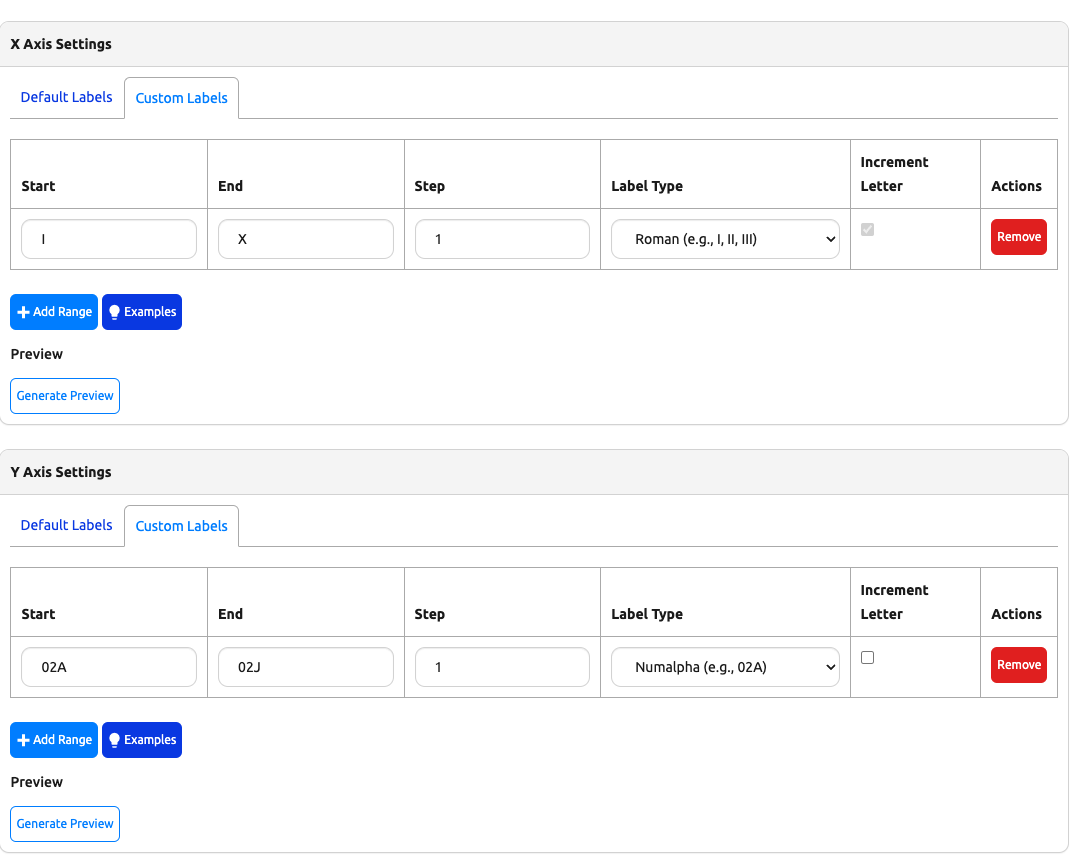 X Axis Settings
Default Labels
Custom Labels
Start
End
Step
Label Type
Increment
Letter
Actions
I
X
1
Roman (e.g., I, II, III)
Remove
Add Range
Examples
Preview
Generate Preview
Y Axis Settings
Default Labels
Custom Labels
Start
End
Step
Label Type
Increment
Letter
Actions
02A
02J
1
Numalpha (e.g., 02A)
Remove
Add Range
Examples
Preview
Generate Preview